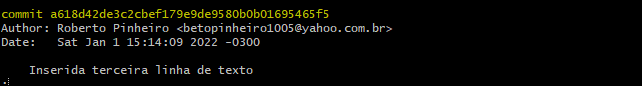 commit a618d42de3c2cbef179e9de9580b0b01695465f5
Author: Roberto Pinheiro <betopinheiro1005@yahoo.com.br>
Date:   Sat Jan 1 15:14:09 2022 -0300
Inserida terceira linha de texto
.